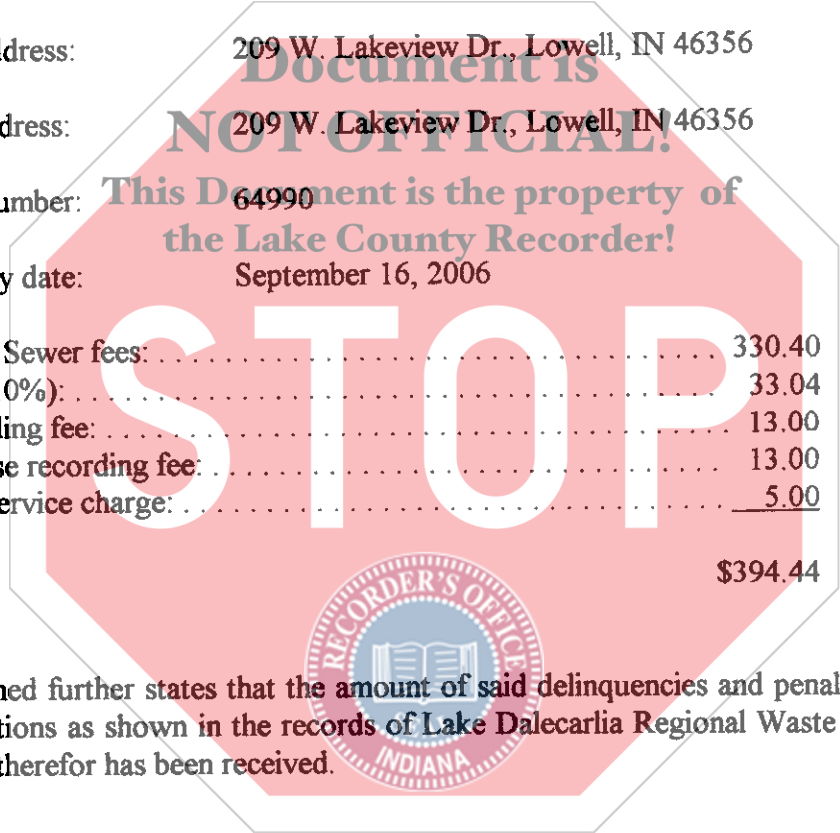 ldress: 209 W. Lakeview Dr., Lowell, IN 46356
Document is
dress: 209 W. Lakeview Dr., Lowell, IN 46356
NOT OFFICIAL!
umber: 64990
This Document is the property of
the Lake County Recorder!
y date: September 16, 2006
STOP
Sewer fees: . . . . . . . . . . . . . . . . . . . . . . . . . . . . . . . . . . . . . . . . . . . . . 330.40
0%): . . . . . . . . . . . . . . . . . . . . . . . . . . . . . . . . . . . . . . . . . . . . . . . . . . . 33.04
ling fee: . . . . . . . . . . . . . . . . . . . . . . . . . . . . . . . . . . . . . . . . . . . . . . . . . 13.00
se recording fee: . . . . . . . . . . . . . . . . . . . . . . . . . . . . . . . . . . . . . . . . . 13.00
ervice charge: . . . . . . . . . . . . . . . . . . . . . . . . . . . . . . . . . . . . . . . . . . . 5.00
$394.44
RECORDER'S OFFICE
ned further states that the amount of said delinquencies and penal
tions as shown in the records of Lake Dalecarlia Regional Waste
therefor has been received.
INDIANA